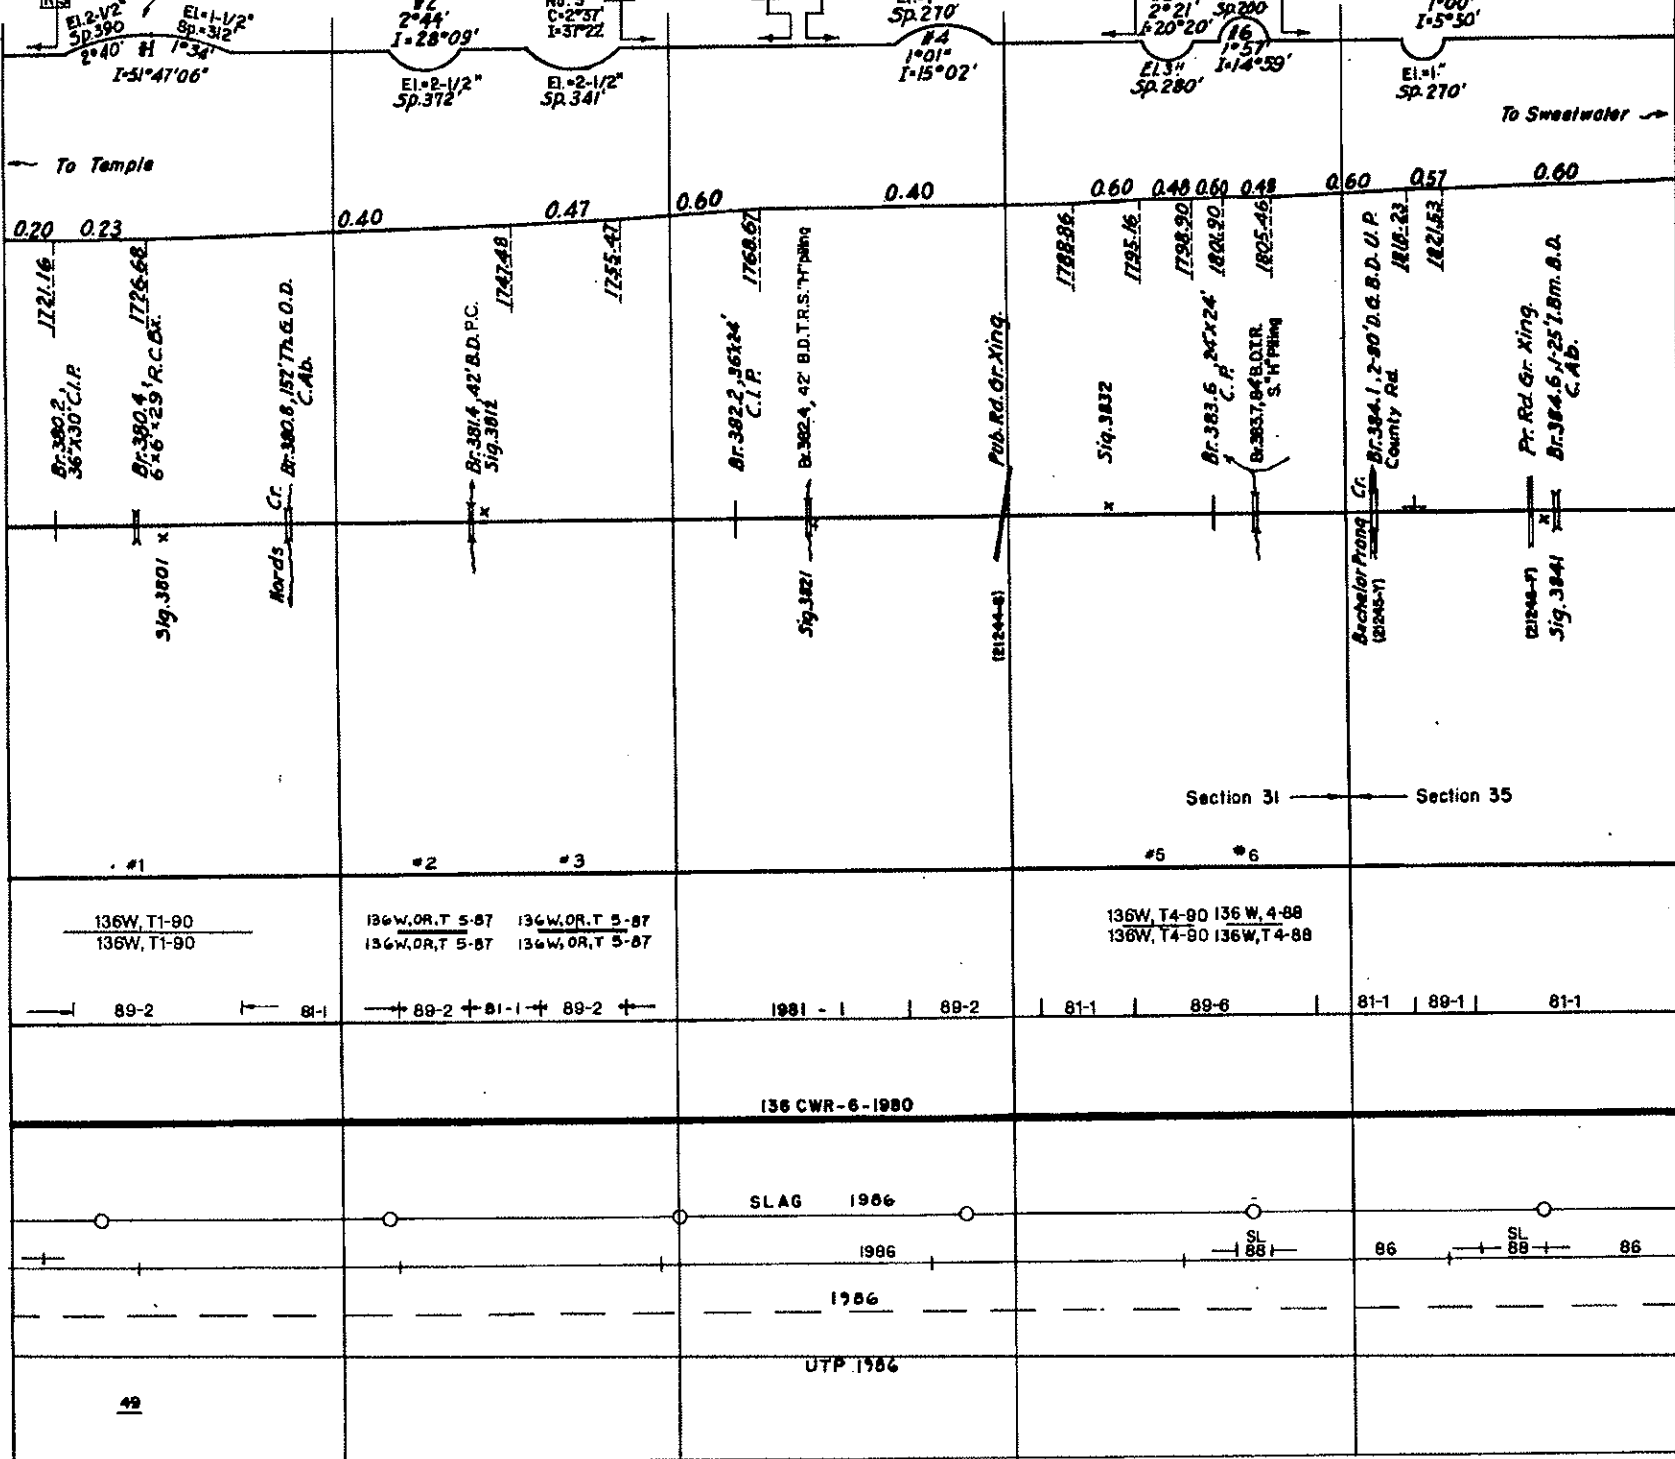 El.2-1/2"
Sp.390
2°40'
#1
El=1-1/2"
Sp.=312'
1°34'
I=51°47'06"
#2
2°44'
I=28°09'
El.=2-1/2"
Sp.372'
No. 3
C=2°37'
I=37°22'
El.=2-1/2"
Sp.341'
Sp.270'
#4
1°01"
I=15°02'
2°21'
I=20°20'
El.3"
Sp.280'
Sp.200'
#6
1°57'
I=14°59'
1°00'
I=5°30'
El=1."
Sp.270'
To Sweetwater
To Temple
0.20 0.23 0.40 0.47 0.60 0.40 0.60 0.48 0.60 0.48 0.60 0.57 0.60
1721.16
1726.68
1747.48
1755.47
1768.67
1788.86
1795.16
1798.90
1801.90
1805.46
1818.23
1821.53
Br.380.2,
36"x30' C.I.P.
Br.380.4,
6'x6'x29' R.C.Bx.
Sig.3801
Nords Cr.
Br.380.8, 152' Th.G.O.D.
C.Ab.
Br.381.4, 42' B.D.P.C.
Sig.3812
Br.382.2, 36"x24'
C.I.P.
Br.382.4, 42' B.D.T.R.S."H"piling
Sig.3821
Pub.Rd.Gr.Xing.
(21244-S)
Sig.3832
Br.383.6, 24"x24'
C.P.
Br.383.7, 84' B.D.T.R.
S."H"Piling
Bachelor Prong Cr.
(21245-Y)
Br.384.1, 2-80' D.G.B.D.U.P.
County Rd.
Pr. Rd. Gr. Xing.
(21246-P)
Br.384.6, 1-25' I.Bm. B.D.
C.Ab.
Sig.3841
Section 31 Section 35
#1 #2 #3 #5 #6
136W, T1-90
136W, T1-90
136W,OR,T 5-87 136W,OR,T 5-87
136W,OR,T 5-87 136W,OR,T 5-87
136W, T4-90 136 W, 4-88
136W, T4-90 136W,T4-88
89-2 81-1 89-2 81-1 89-2 1981 - 1 89-2 81-1 89-6 81-1 89-1 81-1
136 CWR-6-1980
SLAG 1986
1986 SL 88 86 SL 88 86
1986
UTP 1986
49